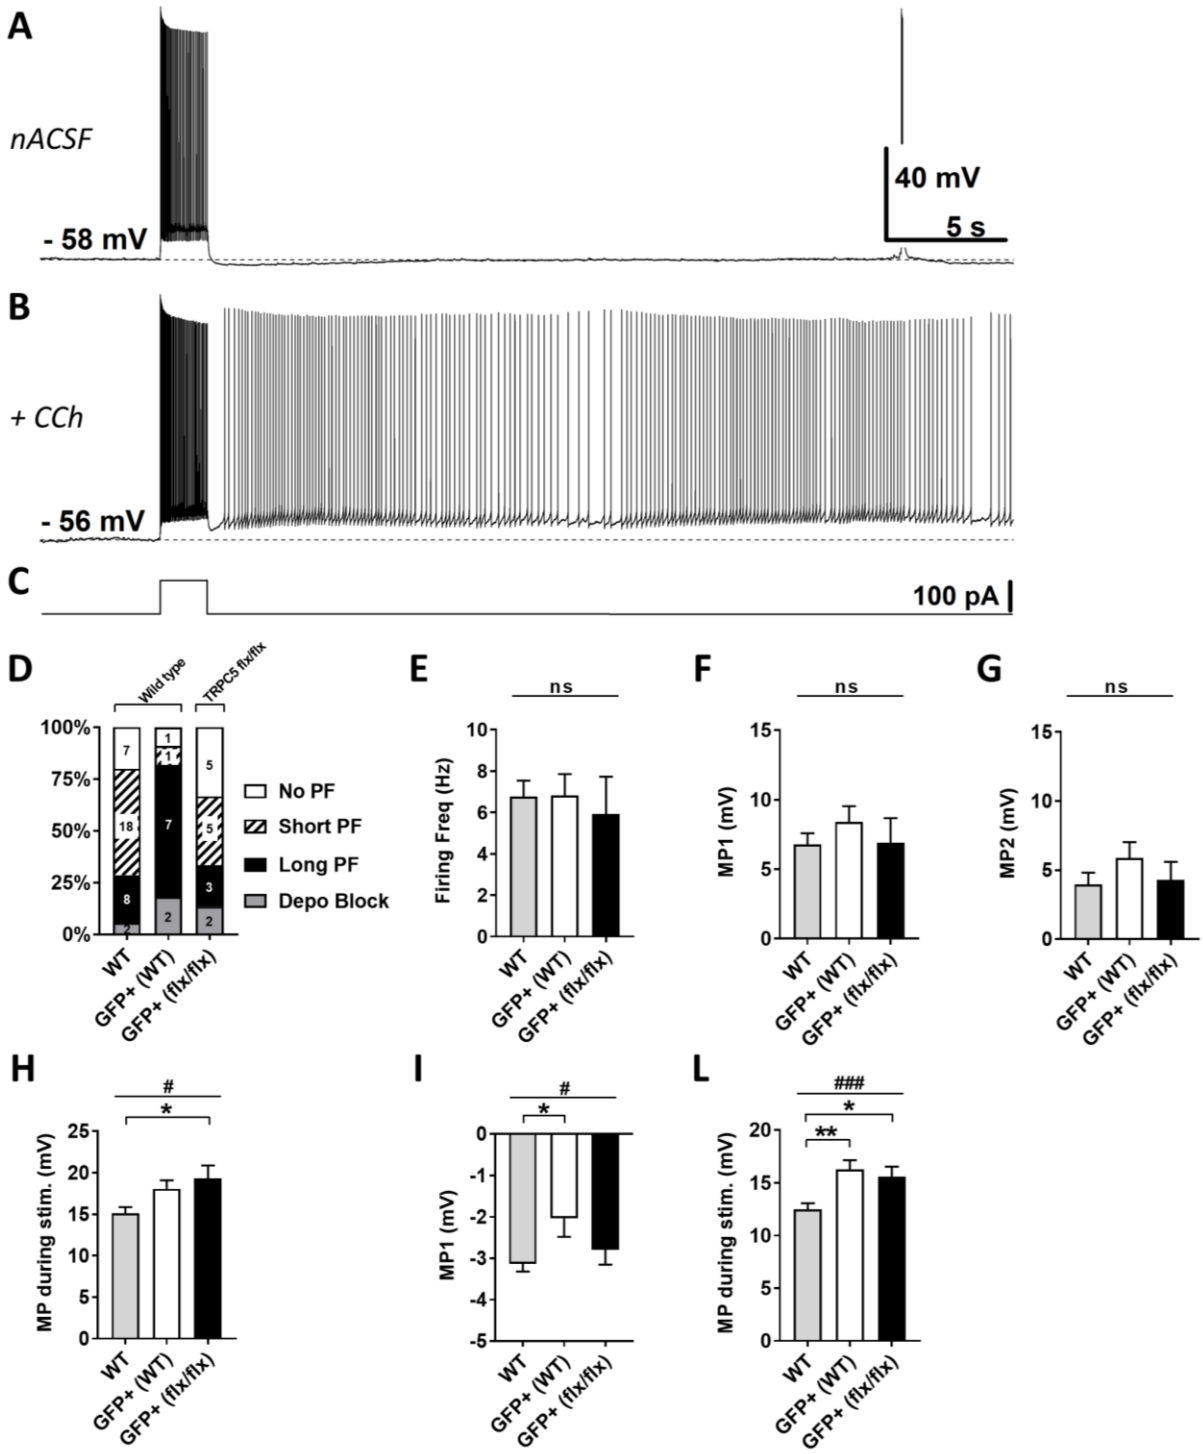 A
nACSF
- 58 mV
40 mV
5 s
B
+ CCh
- 56 mV
C
100 pA
D
Wild type
TRPC5 flx/flx
100%
75%
50%
25%
0%
7
18
8
2
1
1
7
2
5
5
3
2
WT
GFP+ (WT)
GFP+ (flx/flx)
No PF
Short PF
Long PF
Depo Block
E
ns
Firing Freq (Hz)
10
8
6
4
2
0
WT
GFP+ (WT)
GFP+ (flx/flx)
F
ns
MP1 (mV)
15
10
5
0
WT
GFP+ (WT)
GFP+ (flx/flx)
G
ns
MP2 (mV)
15
10
5
0
WT
GFP+ (WT)
GFP+ (flx/flx)
H
#
*
MP during stim. (mV)
25
20
15
10
5
0
WT
GFP+ (WT)
GFP+ (flx/flx)
I
#
*
MP1 (mV)
0
-1
-2
-3
-4
-5
WT
GFP+ (WT)
GFP+ (flx/flx)
L
###
*
**
MP during stim. (mV)
20
15
10
5
0
WT
GFP+ (WT)
GFP+ (flx/flx)